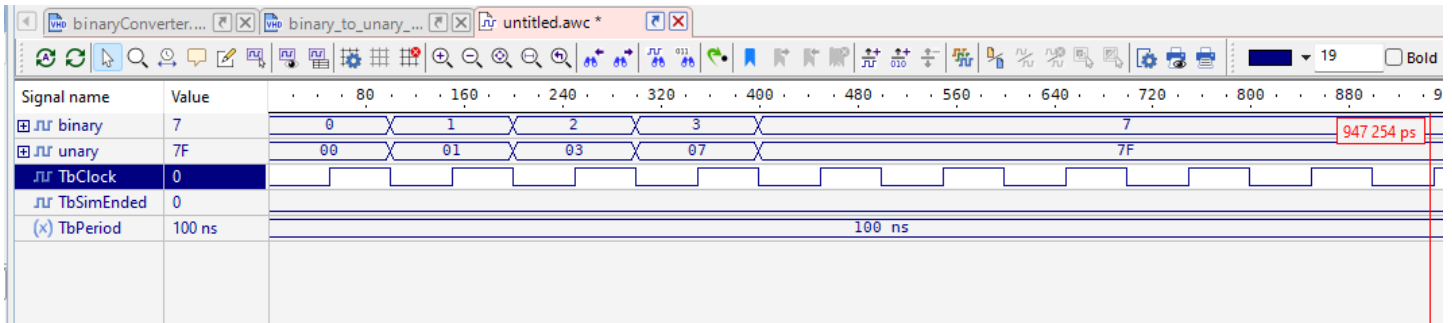 binaryConverter.... binary_to_unary_... untitled.awc *
19 Bold
Signal name Value 80 160 240 320 400 480 560 640 720 800 880 9
binary 7 0 1 2 3 7
947 254 ps
unary 7F 00 01 03 07 7F
TbClock 0
TbSimEnded 0
(x) TbPeriod 100 ns 100 ns